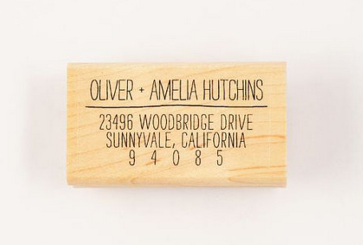 OLIVER + AMELIA HUTCHINS
23496 WOODBRIDGE DRIVE
SUNNYVALE, CALIFORNIA
9 4 0 8 5